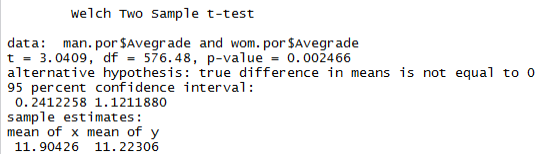 Welch Two Sample t-test
data:  man.por$Avegrade and wom.por$Avegrade
t = 3.0409, df = 576.48, p-value = 0.002466
alternative hypothesis: true difference in means is not equal to 0
95 percent confidence interval:
0.2412258 1.1211880
sample estimates:
mean of x mean of y
11.90426  11.22306